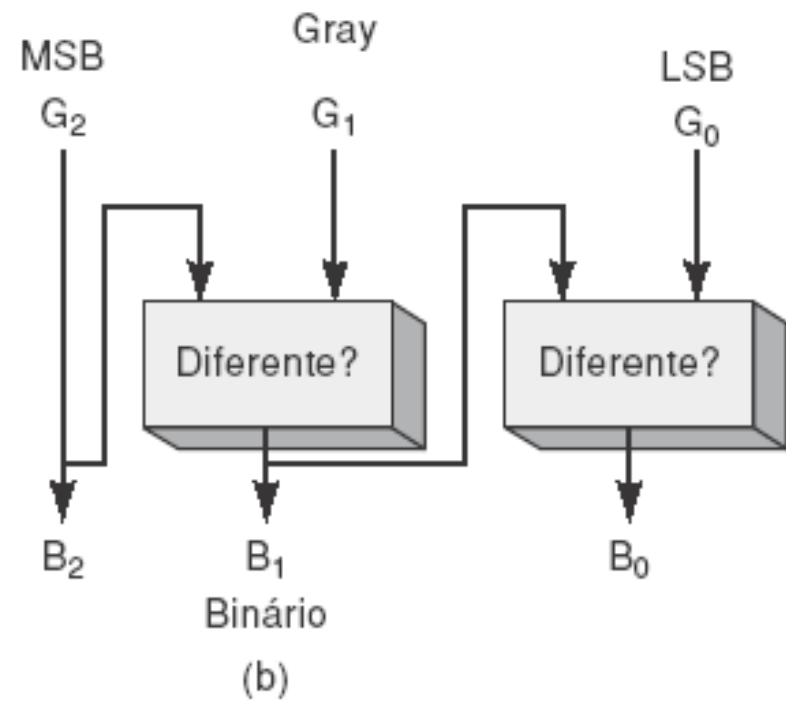 Gray
MSB
LSB
G₂
G₁
G₀
Diferente?
Diferente?
B₂
B₁
B₀
Binário
(b)